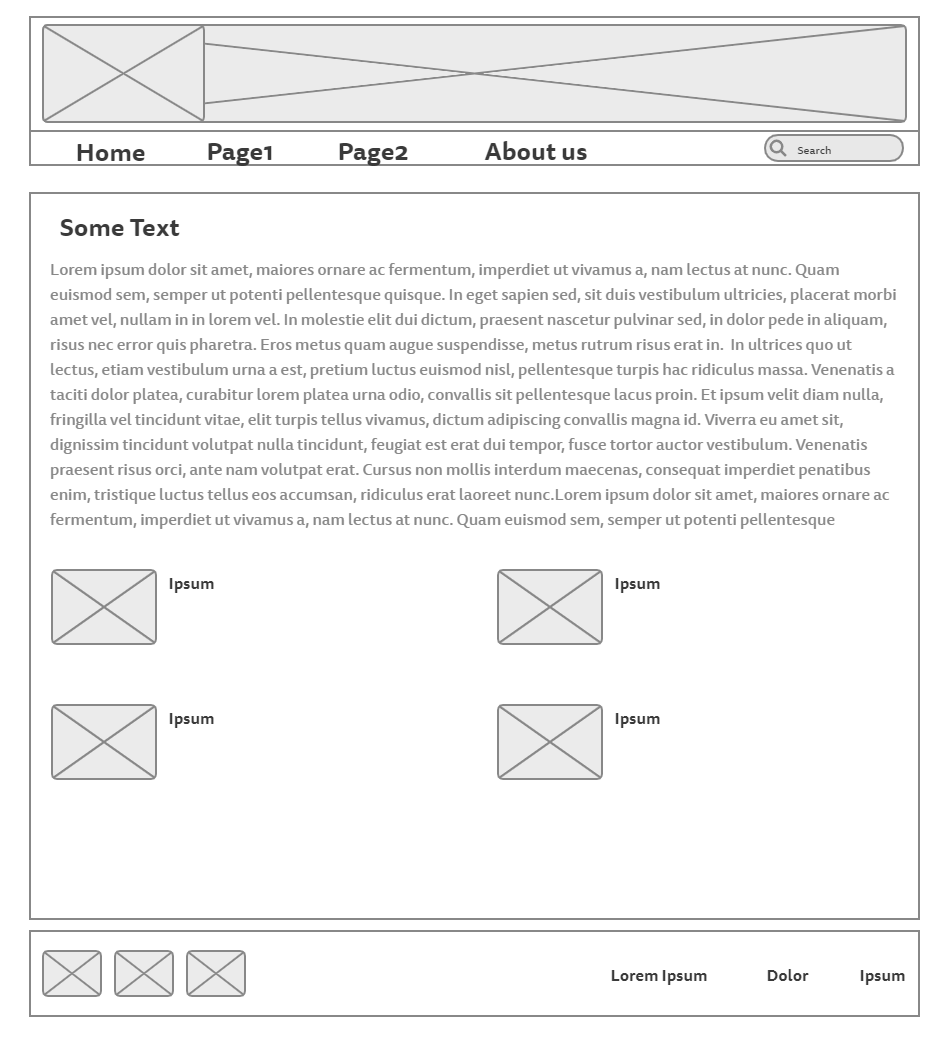 Home Page1 Page2 About us Search
Some Text
Lorem ipsum dolor sit amet, maiores ornare ac fermentum, imperdiet ut vivamus a, nam lectus at nunc. Quam
euismod sem, semper ut potenti pellentesque quisque. In eget sapien sed, sit duis vestibulum ultricies, placerat morbi
amet vel, nullam in in lorem vel. In molestie elit dui dictum, praesent nascetur pulvinar sed, in dolor pede in aliquam,
risus nec error quis pharetra. Eros metus quam augue suspendisse, metus rutrum risus erat in.  In ultrices quo ut
lectus, etiam vestibulum urna a est, pretium luctus euismod nisl, pellentesque turpis hac ridiculus massa. Venenatis a
taciti dolor platea, curabitur lorem platea urna odio, convallis sit pellentesque lacus proin. Et ipsum velit diam nulla,
fringilla vel tincidunt vitae, elit turpis tellus vivamus, dictum adipiscing convallis magna id. Viverra eu amet sit,
dignissim tincidunt volutpat nulla tincidunt, feugiat est erat dui tempor, fusce tortor auctor vestibulum. Venenatis
praesent risus orci, ante nam volutpat erat. Cursus non mollis interdum maecenas, consequat imperdiet penatibus
enim, tristique luctus tellus eos accumsan, ridiculus erat laoreet nunc.Lorem ipsum dolor sit amet, maiores ornare ac
fermentum, imperdiet ut vivamus a, nam lectus at nunc. Quam euismod sem, semper ut potenti pellentesque
Ipsum Ipsum
Ipsum Ipsum
Lorem Ipsum Dolor Ipsum